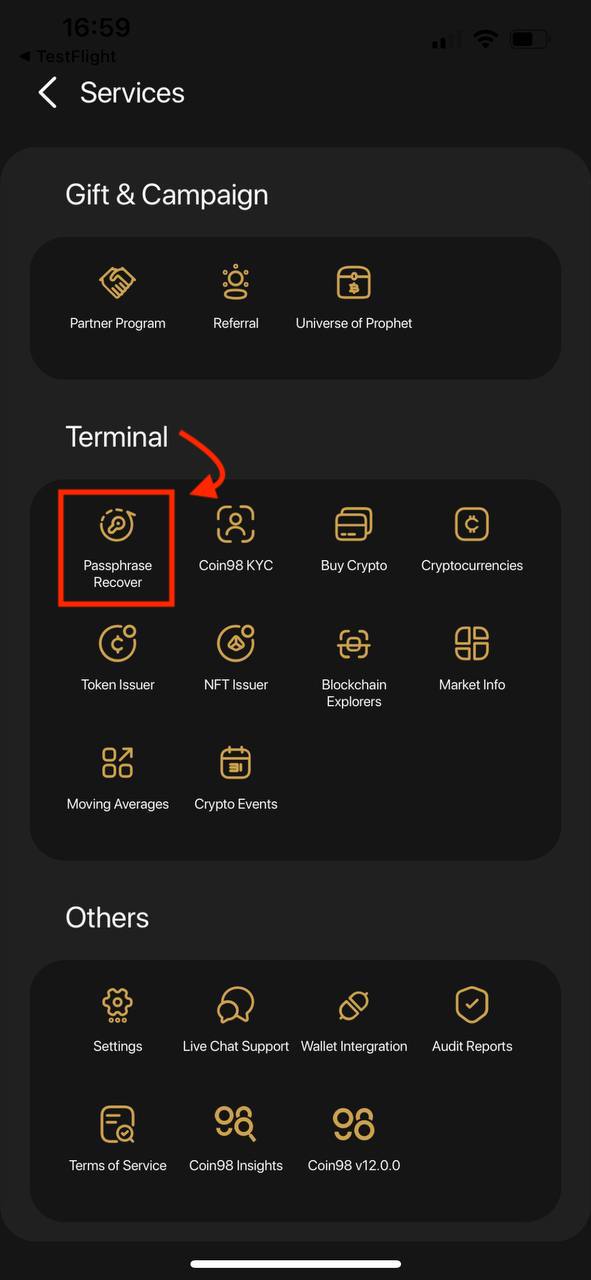 16:59
◀ TestFlight
Services
Gift & Campaign
Partner Program
Referral
Universe of Prophet
Terminal
Passphrase
Recover
Coin98 KYC
Buy Crypto
Cryptocurrencies
Token Issuer
NFT Issuer
Blockchain
Explorers
Market Info
Moving Averages
Crypto Events
Others
Settings
Live Chat Support
Wallet Intergration
Audit Reports
Terms of Service
Coin98 Insights
Coin98 v12.0.0